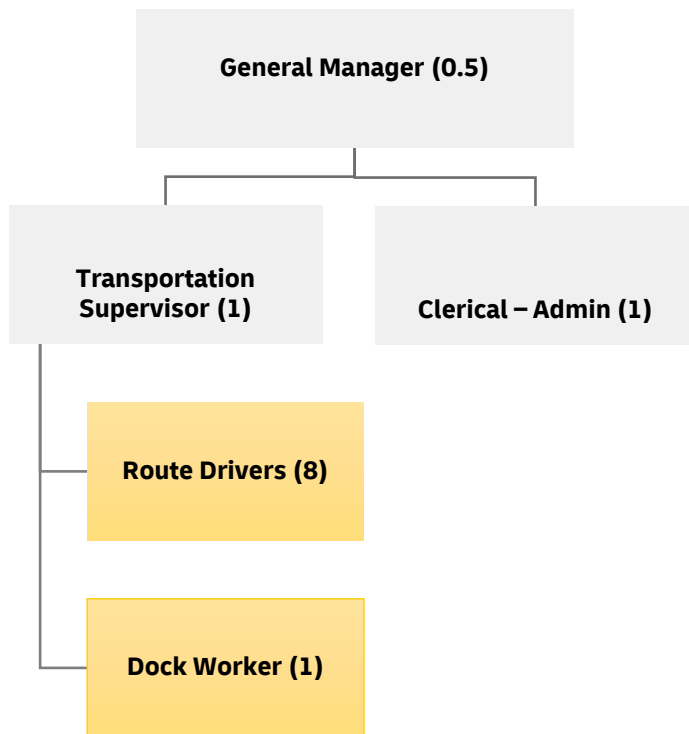 General Manager (0.5)
Transportation
Supervisor (1)
Clerical – Admin (1)
Route Drivers (8)
Dock Worker (1)